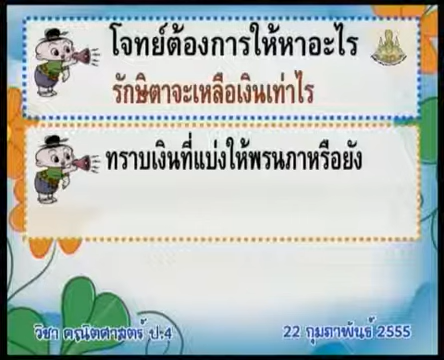 โจทย์ต้องการให้หาอะไร
รักษิตาจะเหลือเงินเท่าไร
ทราบเงินที่แบ่งให้พรนภาหรือยัง
วิชา คณิตศาสตร์ ป.4
22 กุมภาพันธ์ 2555